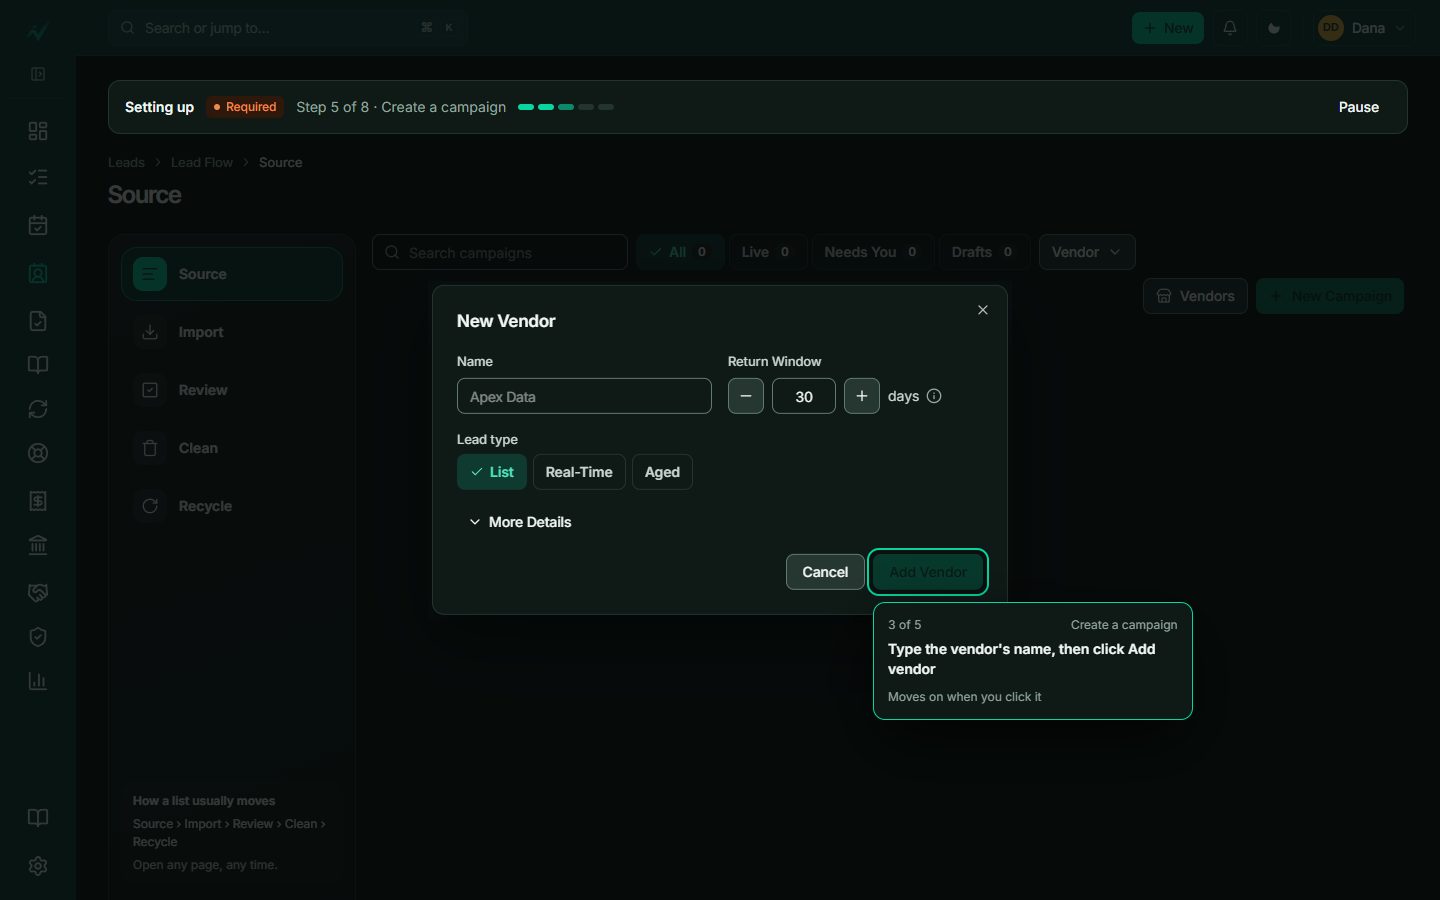 Search or jump to...
⌘ K
New
DD
Dana
Setting up
Required
Step 5 of 8 · Create a campaign
Pause
Leads > Lead Flow > Source
Source
Source
Import
Review
Clean
Recycle
How a list usually moves
Source › Import › Review › Clean ›
Recycle
Open any page, any time.
Search campaigns
All 0
Live 0
Needs You 0
Drafts 0
Vendor
Vendors
New Campaign
New Vendor
Name
Return Window
Apex Data
30
days
Lead type
List
Real-Time
Aged
More Details
Cancel
Add Vendor
3 of 5
Create a campaign
Type the vendor's name, then click Add
vendor
Moves on when you click it